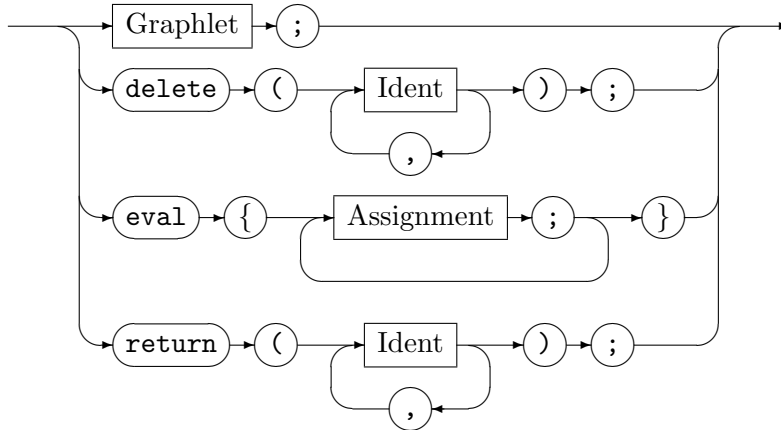 Graphlet ;
delete ( Ident ) ;
,
eval { Assignment ; }
return ( Ident ) ;
,